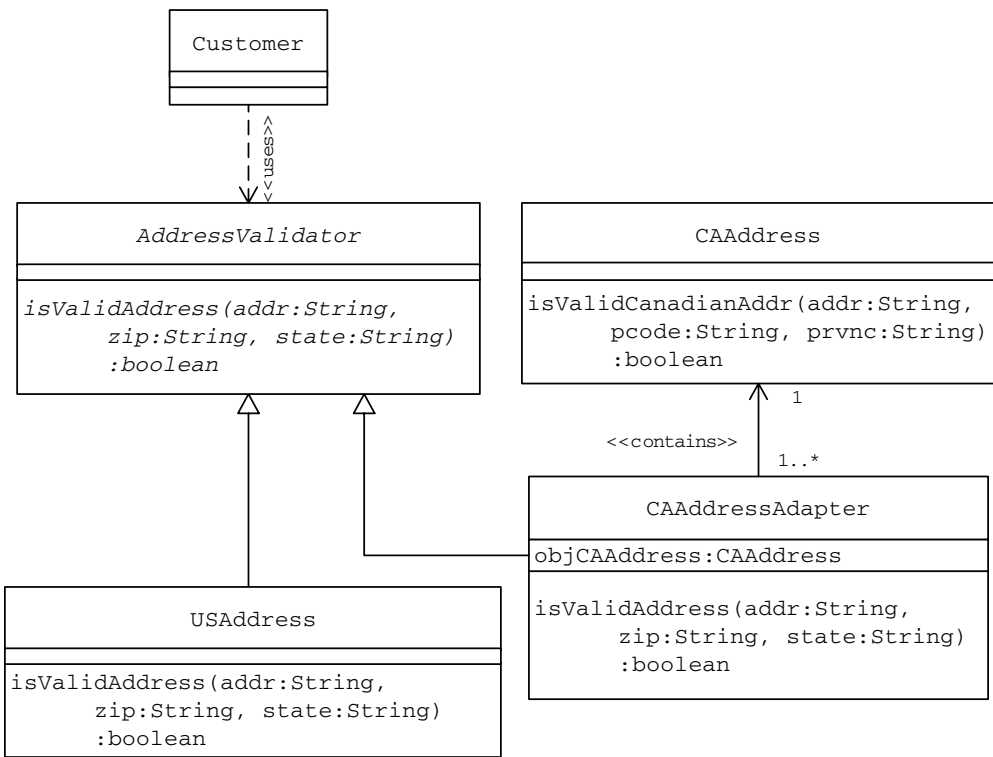 Customer
<<uses>>
AddressValidator
isValidAddress(addr:String,
zip:String, state:String)
:boolean
CAAddress
isValidCanadianAddr(addr:String,
pcode:String, prvnc:String)
:boolean
1
<<contains>>
1..*
CAAddressAdapter
objCAAddress:CAAddress
isValidAddress(addr:String,
zip:String, state:String)
:boolean
USAddress
isValidAddress(addr:String,
zip:String, state:String)
:boolean